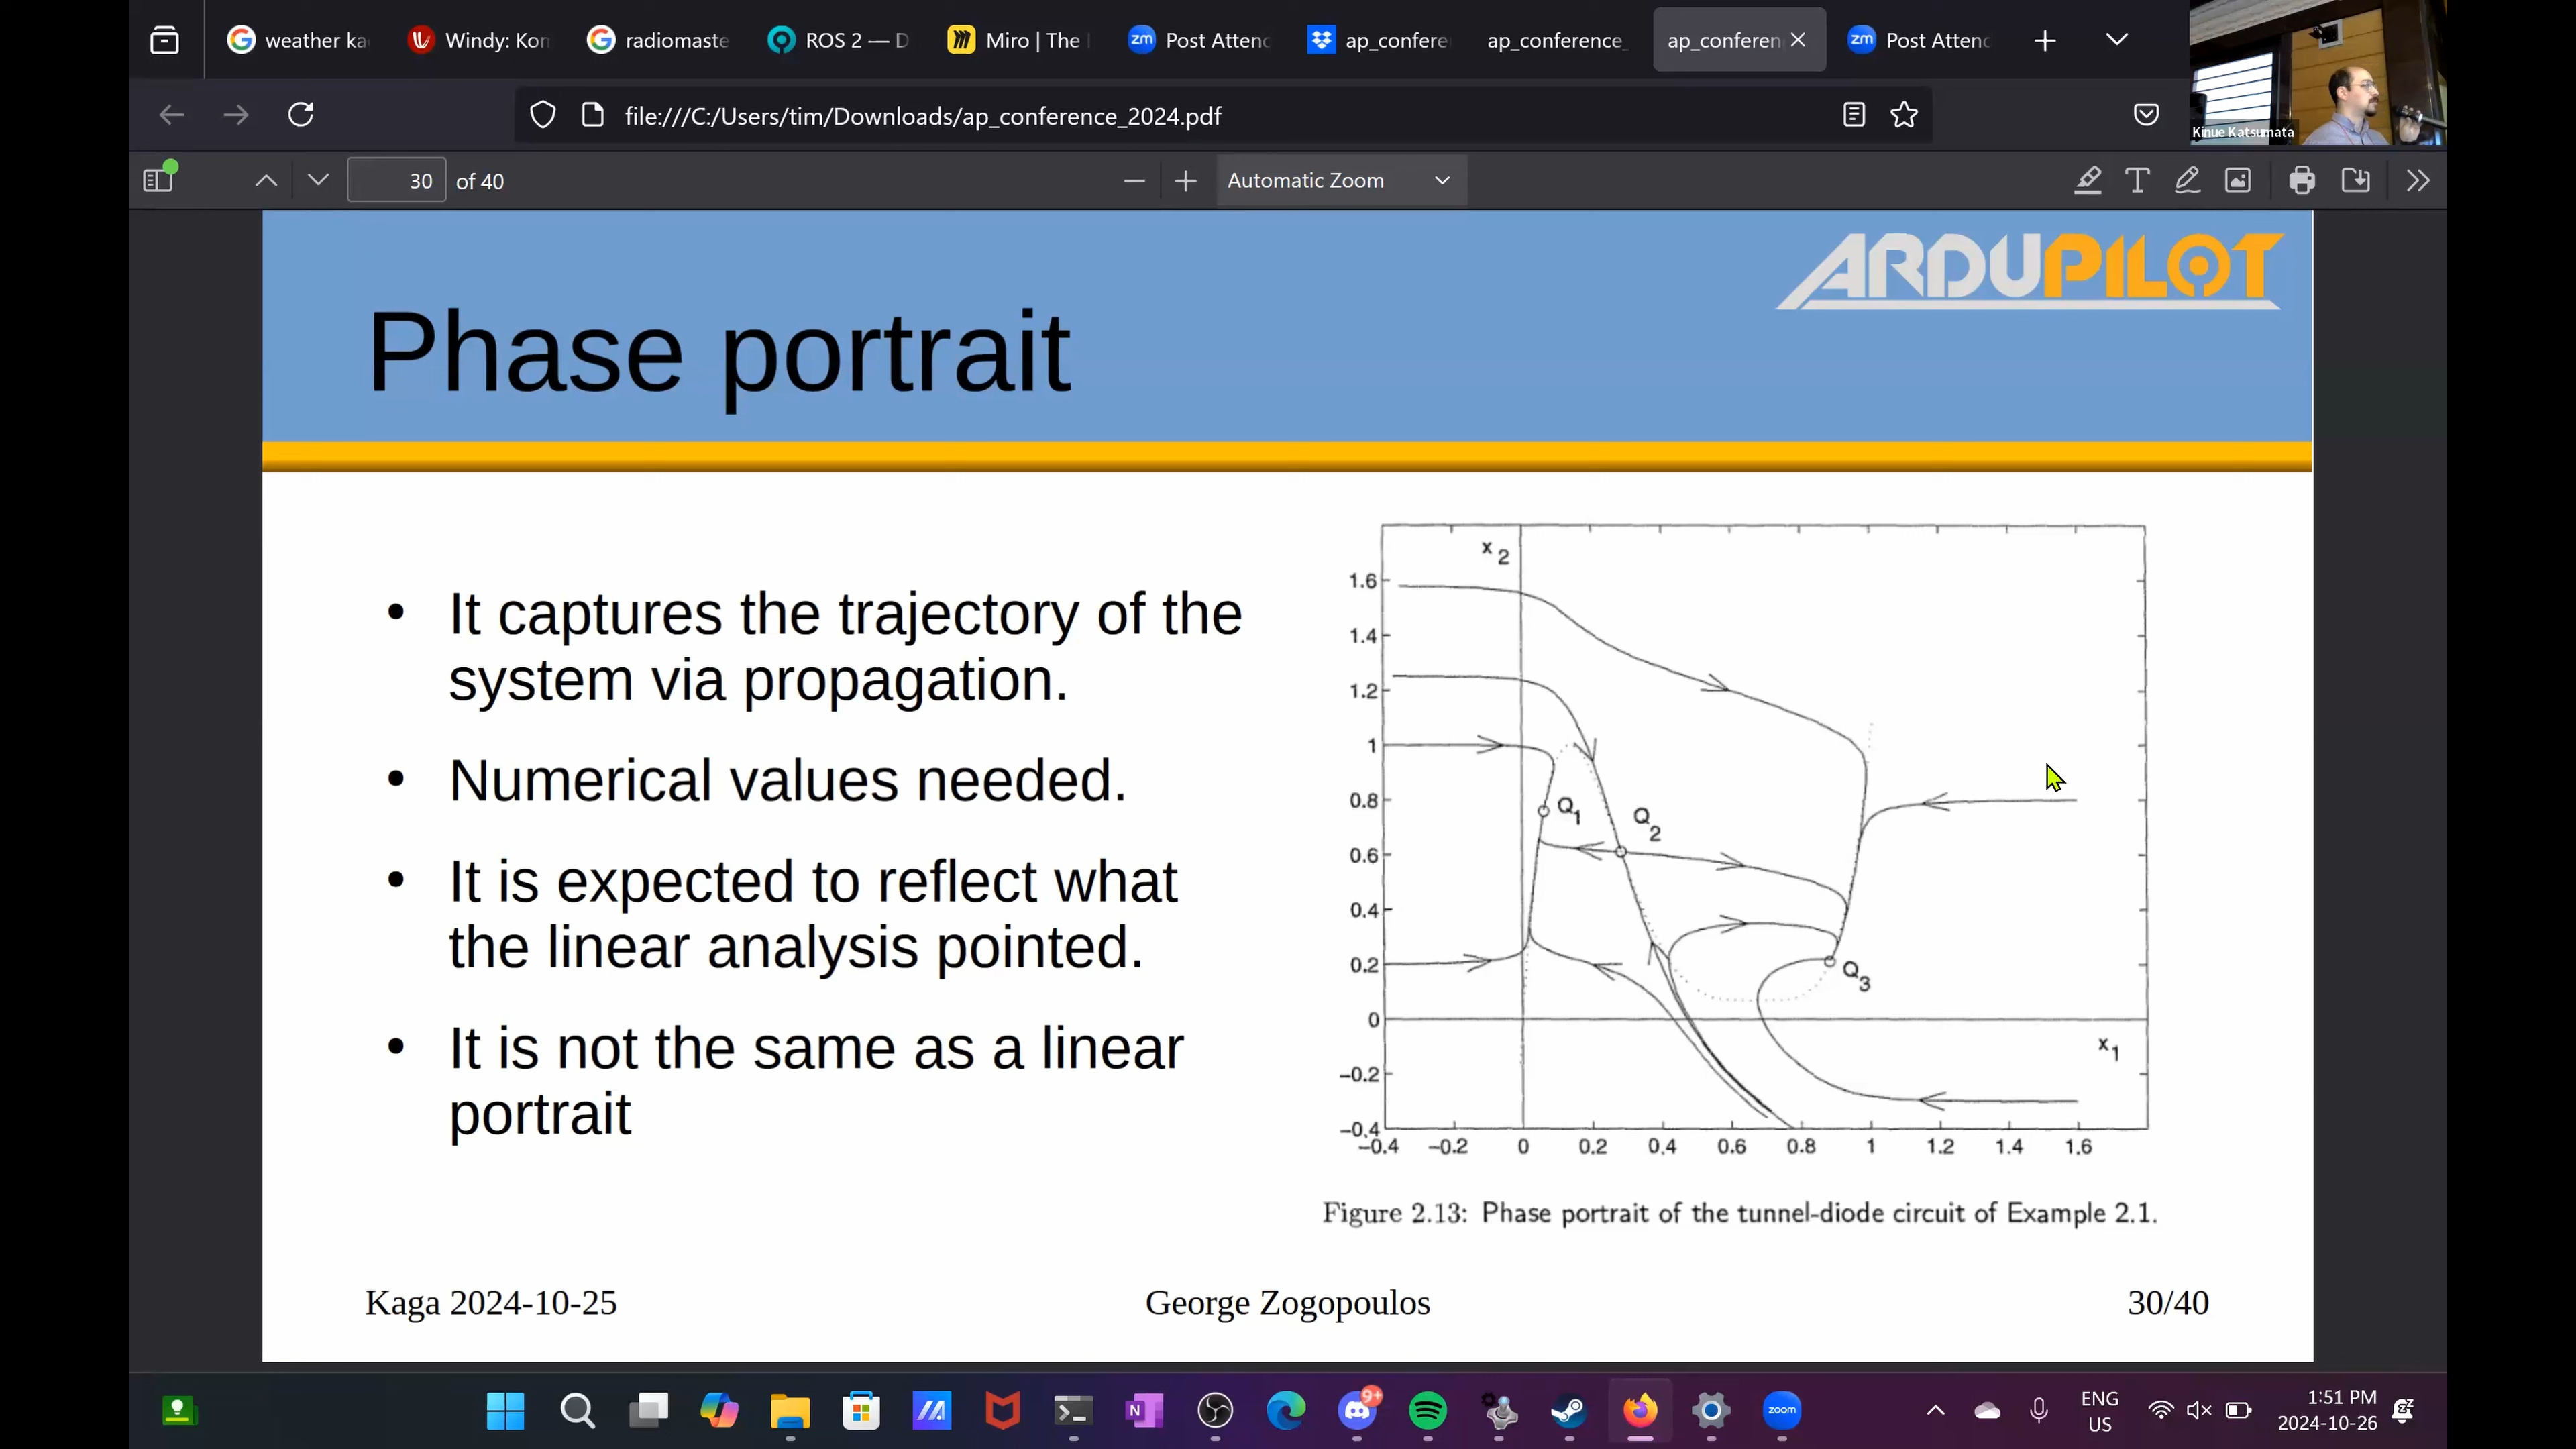 weather ka
Windy: Kon
radiomaste
ROS 2 — D
Miro | The
zm
Post Attenc
ap_confere
ap_conference_
ap_conferen
zm
Post Attenc
Kinue Katsumata
file:///C:/Users/tim/Downloads/ap_conference_2024.pdf
30 of 40
Automatic Zoom
ARDUPILOT
Phase portrait
• It captures the trajectory of the
system via propagation.
• Numerical values needed.
• It is expected to reflect what
the linear analysis pointed.
• It is not the same as a linear
portrait
x2
1.6
1.4
1.2
1
0.8
0.6
0.4
0.2
0
−0.2
−0.4
Q1
Q2
Q3
x1
−0.4 −0.2 0 0.2 0.4 0.6 0.8 1 1.2 1.4 1.6
Figure 2.13: Phase portrait of the tunnel-diode circuit of Example 2.1.
Kaga 2024-10-25 George Zogopoulos 30/40
N
9+
zoom
ENG
US
1:51 PM
2024-10-26